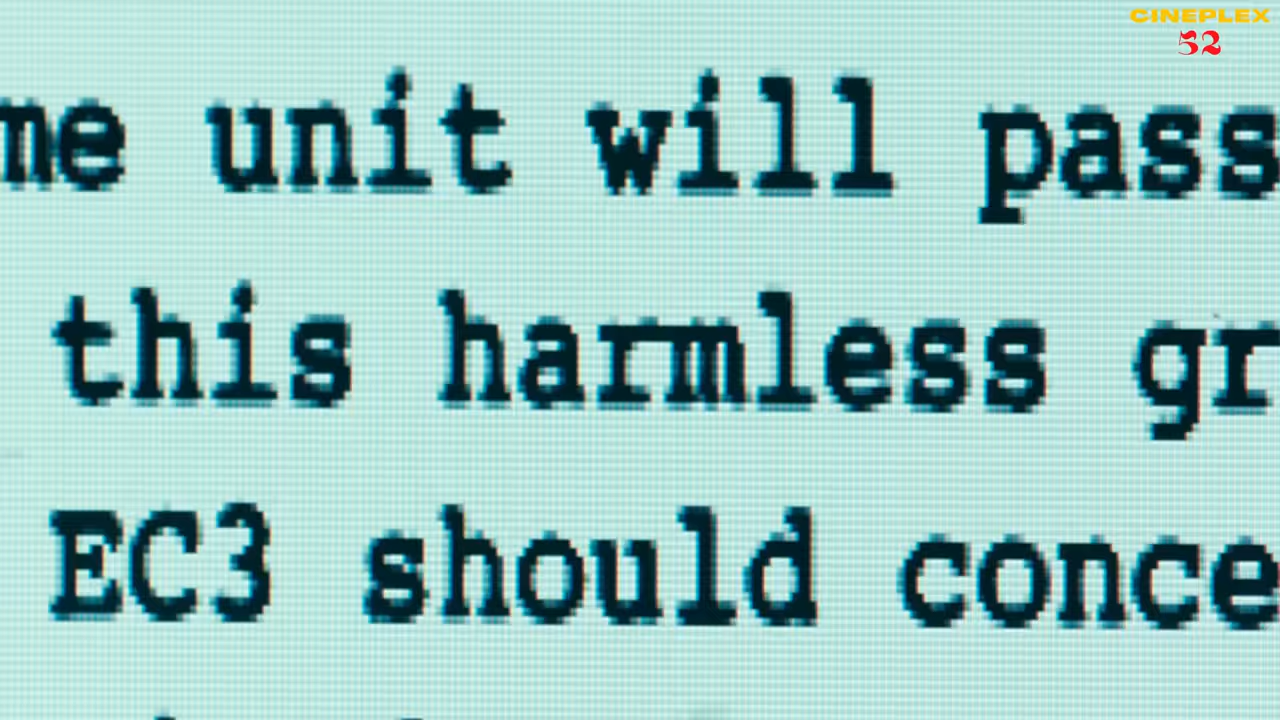 CINEPLEX
52
me unit will pass
this harmless gr
EC3 should conce